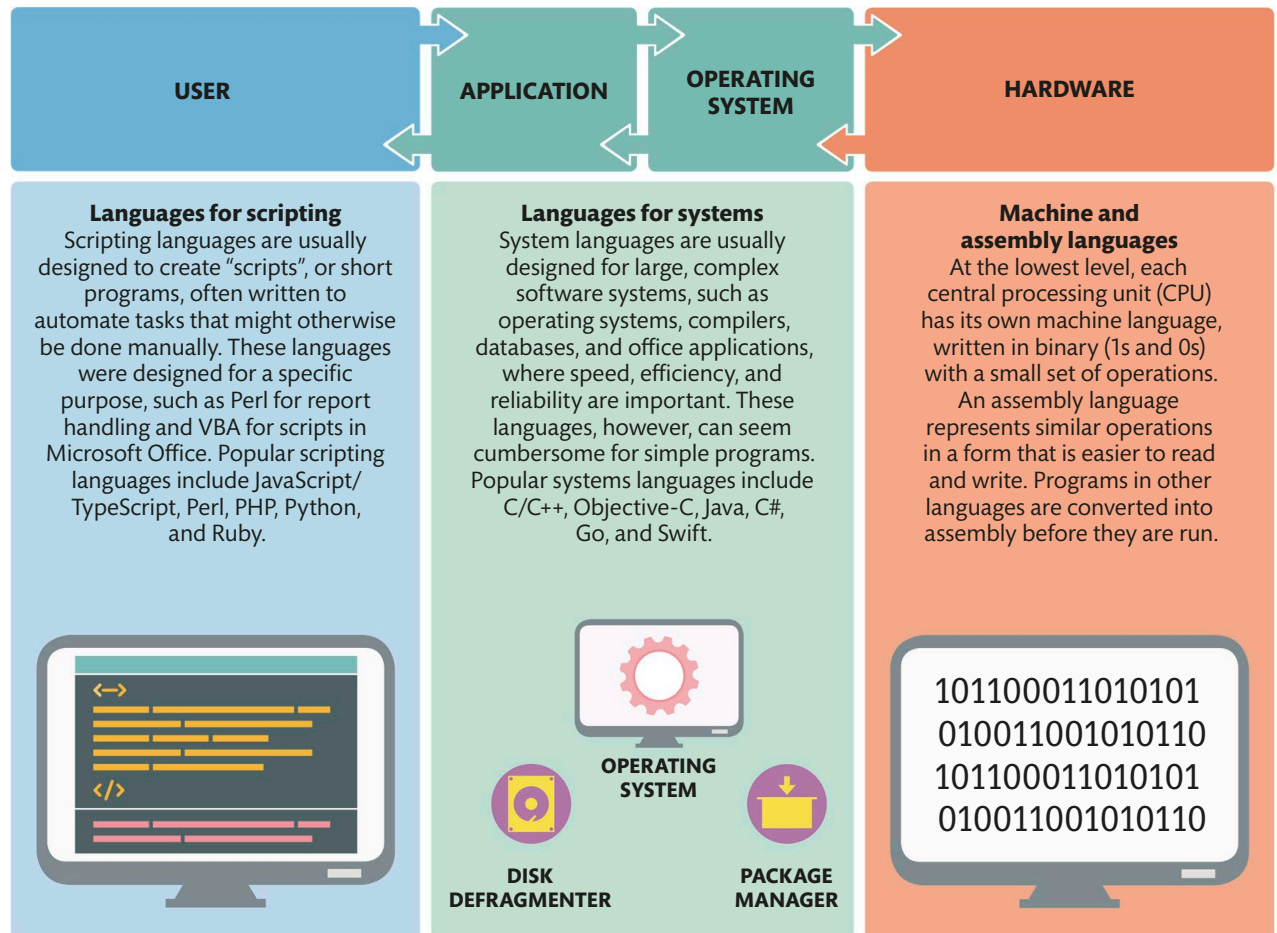 USER
APPLICATION
OPERATING
SYSTEM
HARDWARE
Languages for scripting
Scripting languages are usually
designed to create “scripts”, or short
programs, often written to
automate tasks that might otherwise
be done manually. These languages
were designed for a specific
purpose, such as Perl for report
handling and VBA for scripts in
Microsoft Office. Popular scripting
languages include JavaScript/
TypeScript, Perl, PHP, Python,
and Ruby.
Languages for systems
System languages are usually
designed for large, complex
software systems, such as
operating systems, compilers,
databases, and office applications,
where speed, efficiency, and
reliability are important. These
languages, however, can seem
cumbersome for simple programs.
Popular systems languages include
C/C++, Objective-C, Java, C#,
Go, and Swift.
Machine and
assembly languages
At the lowest level, each
central processing unit (CPU)
has its own machine language,
written in binary (1s and 0s)
with a small set of operations.
An assembly language
represents similar operations
in a form that is easier to read
and write. Programs in other
languages are converted into
assembly before they are run.
OPERATING
SYSTEM
DISK
DEFRAGMENTER
PACKAGE
MANAGER
101100011010101
010011001010110
101100011010101
010011001010110